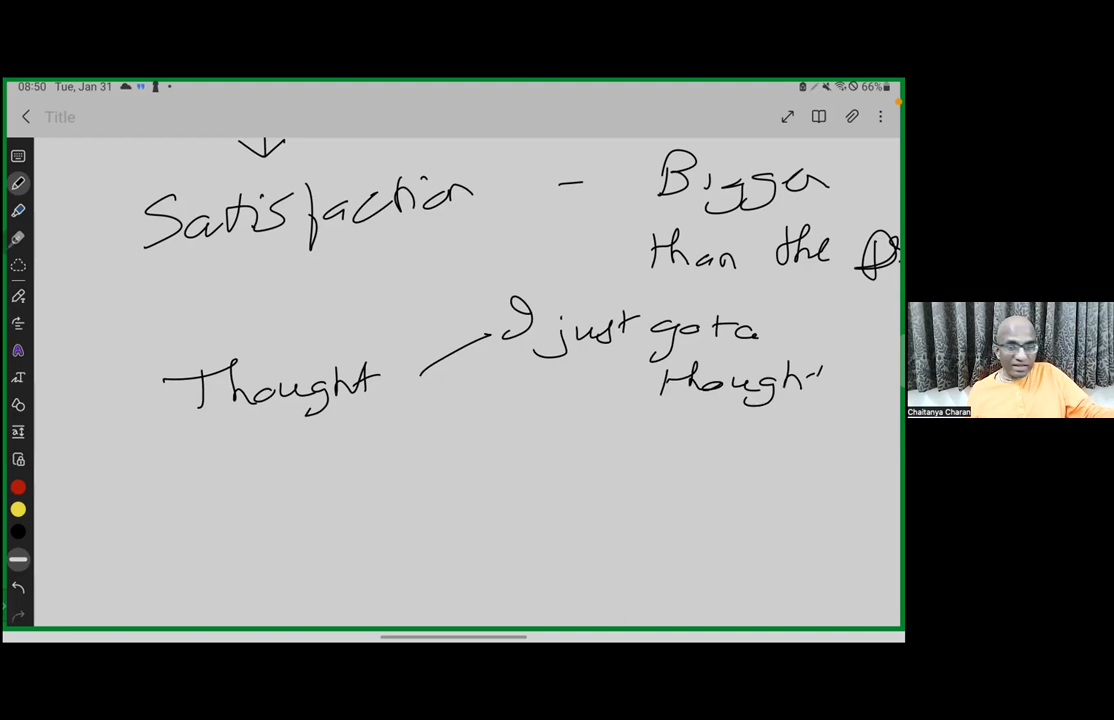 08:50 Tue, Jan 31 66%
Title
Satisfaction - Bigger
than the
I just got a
Thought thought
Chaitanya Charan